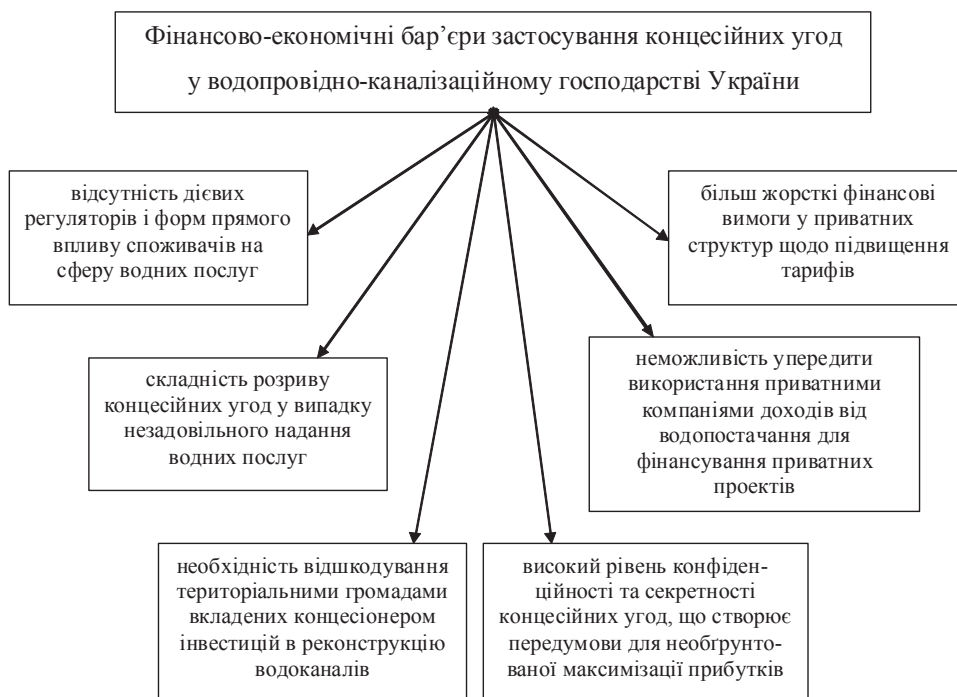 Фінансово-економічні бар’єри застосування концесійних угод
у водопровідно-каналізаційному господарстві України
відсутність дієвих
регуляторів і форм прямого
впливу споживачів на
сферу водних послуг
більш жорсткі фінансові
вимоги у приватних
структур щодо підвищення
тарифів
складність розриву
концесійних угод у випадку
незадовільного надання
водних послуг
неможливість упередити
використання приватними
компаніями доходів від
водопостачання для
фінансування приватних
проектів
необхідність відшкодування
територіальними громадами
вкладених концесіонером
інвестицій в реконструкцію
водоканалів
високий рівень конфіден-
ційності та секретності
концесійних угод, що створює
передумови для необґрунто-
ваної максимізації прибутків